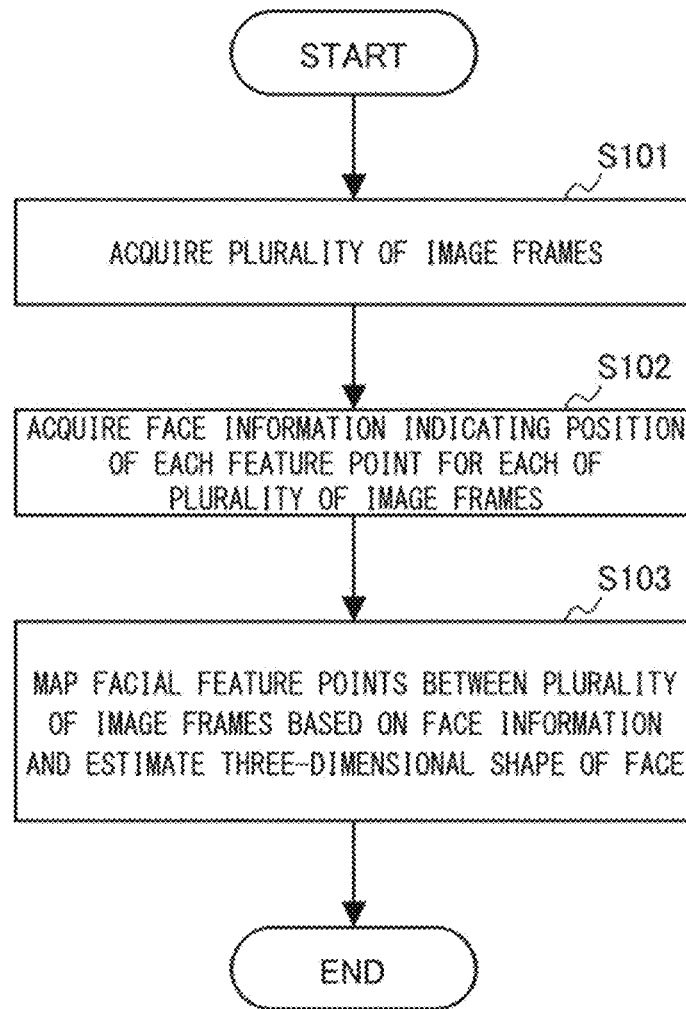 START
S101
ACQUIRE PLURALITY OF IMAGE FRAMES
S102
ACQUIRE FACE INFORMATION INDICATING POSITION
OF EACH FEATURE POINT FOR EACH OF
PLURALITY OF IMAGE FRAMES
S103
MAP FACIAL FEATURE POINTS BETWEEN PLURALITY
OF IMAGE FRAMES BASED ON FACE INFORMATION
AND ESTIMATE THREE-DIMENSIONAL SHAPE OF FACE
END